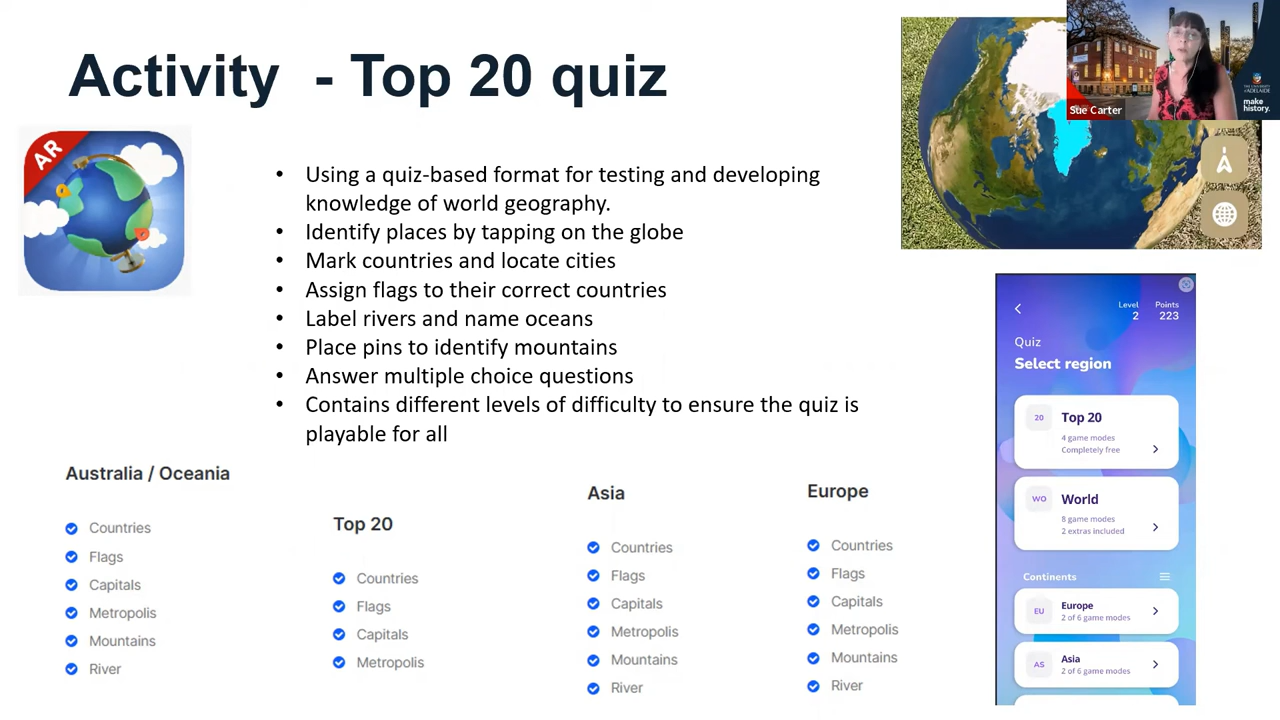 Activity - Top 20 quiz
AR
• Using a quiz-based format for testing and developing
knowledge of world geography.
• Identify places by tapping on the globe
• Mark countries and locate cities
• Assign flags to their correct countries
• Label rivers and name oceans
• Place pins to identify mountains
• Answer multiple choice questions
• Contains different levels of difficulty to ensure the quiz is
playable for all
Australia / Oceania
Countries
Flags
Capitals
Metropolis
Mountains
River
Top 20
Countries
Flags
Capitals
Metropolis
Asia
Countries
Flags
Capitals
Metropolis
Mountains
River
Europe
Countries
Flags
Capitals
Metropolis
Mountains
River
Sue Carter
THE UNIVERSITY
of ADELAIDE
make
history.
Level
2
Points
223
Quiz
Select region
20
Top 20
4 game modes
Completely free
WO
World
8 game modes
2 extras included
Continents
EU
Europe
2 of 6 game modes
AS
Asia
2 of 6 game modes